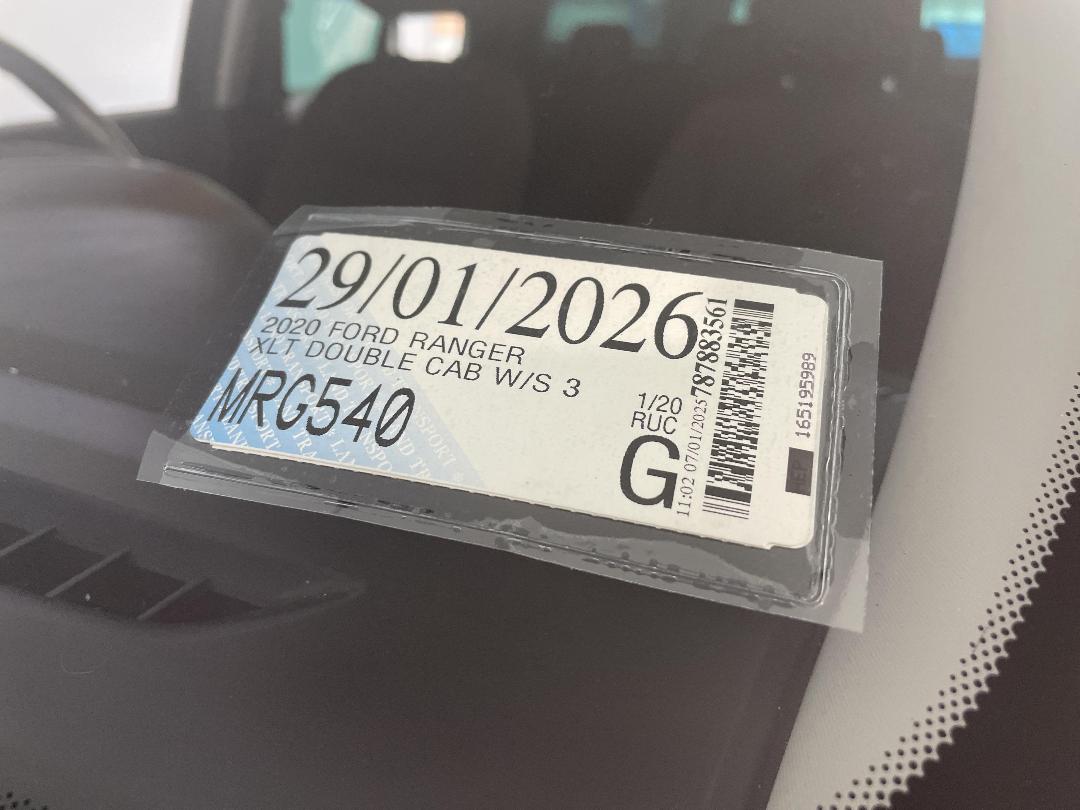 29/01/2026
2020 FORD RANGER
XLT DOUBLE CAB W/S 3
MRG540
1/20
RUC
G
11:02 07/01/2025 787883561
165195989